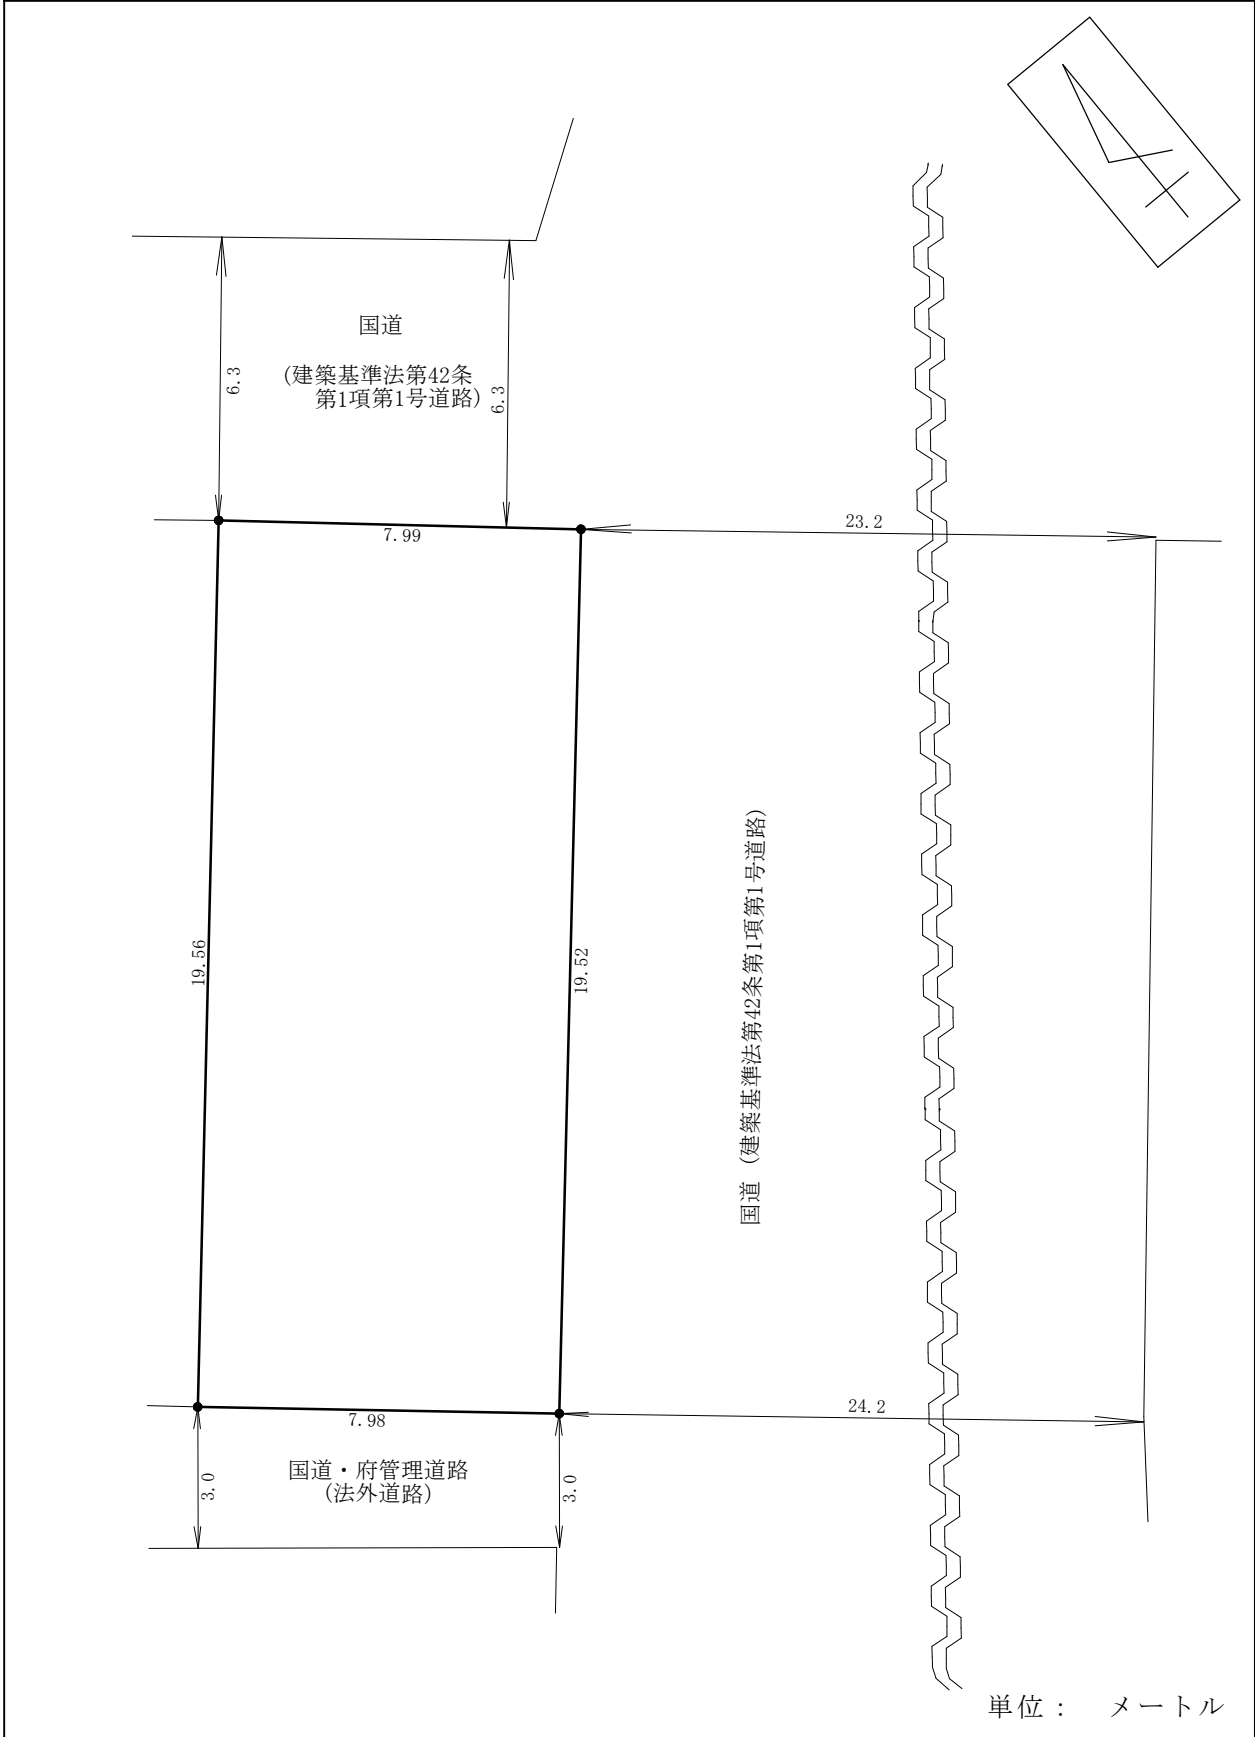 国道
(建築基準法第42条
第1項第1号道路)
6.3
6.3
7.99
23.2
19.56
19.52
国道 (建築基準法第42条第1項第1号道路)
7.98
24.2
3.0
国道・府管理道路
(法外道路)
3.0
単位： メートル